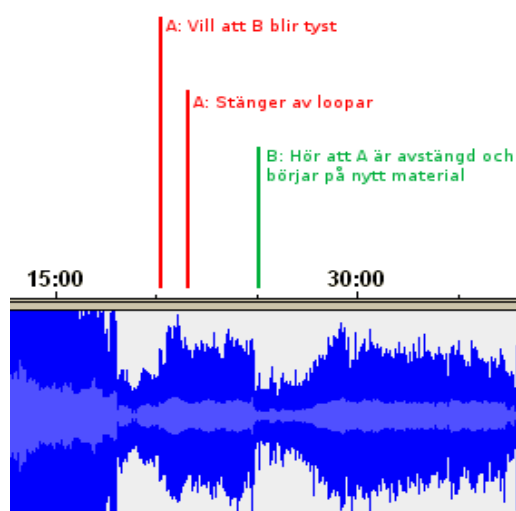 A: Vill att B blir tyst
A: Stänger av loopar
B: Hör att A är avstängd och
börjar på nytt material
15:00
30:00